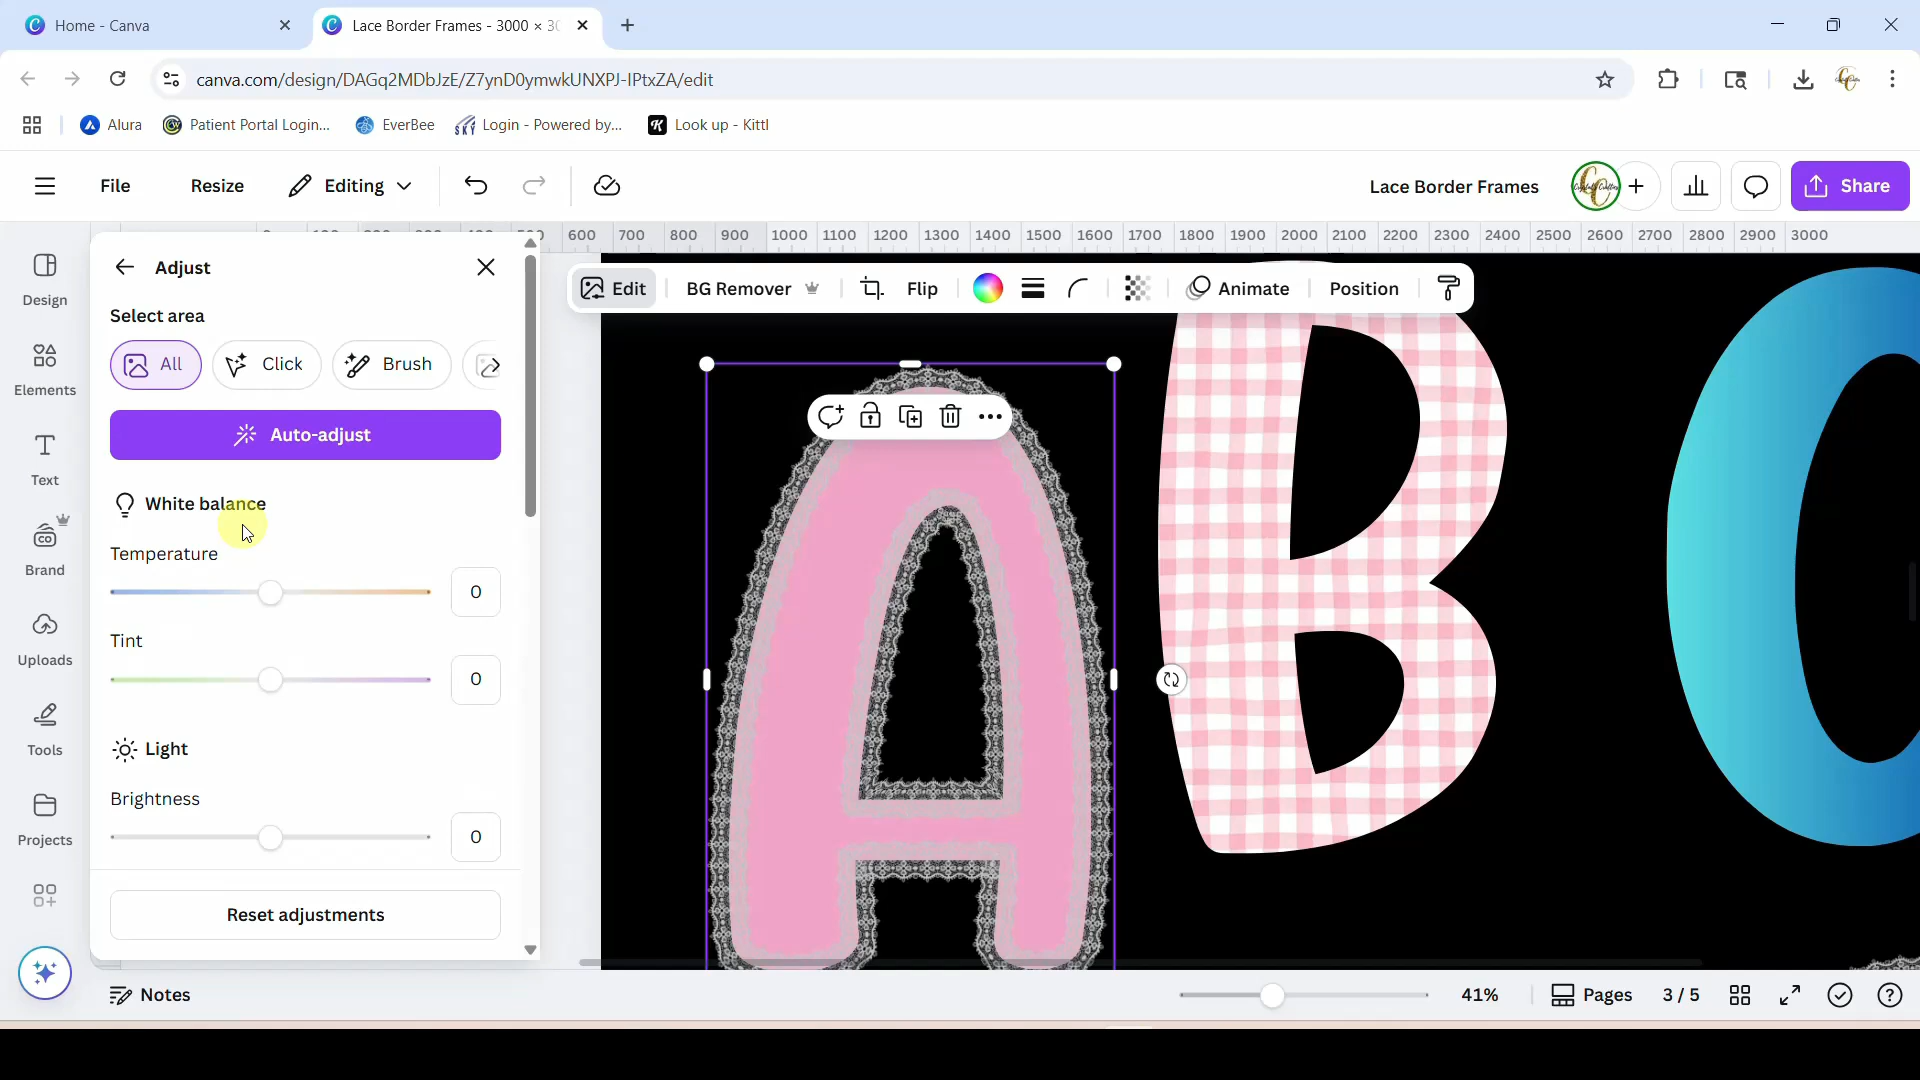 Home - Canva
Lace Border Frames - 3000 × 30
canva.com/design/DAGq2MDbJzE/Z7ynD0ymwkUNXPJ-IPtxZA/edit
Alura
Patient Portal Login...
EverBee
Login - Powered by...
Look up - Kittl
File
Resize
Editing
Lace Border Frames
Share
600 700 800 900 1000 1100 1200 1300 1400 1500 1600 1700 1800 1900 2000 2100 2200 2300 2400 2500 2600 2700 2800 2900 3000
Design
Elements
Text
Brand
Uploads
Tools
Projects
Adjust
Select area
All
Click
Brush
Auto-adjust
White balance
Temperature
0
Tint
0
Light
Brightness
0
Reset adjustments
Edit
BG Remover
Flip
Animate
Position
A B
Notes
41%
Pages
3 / 5